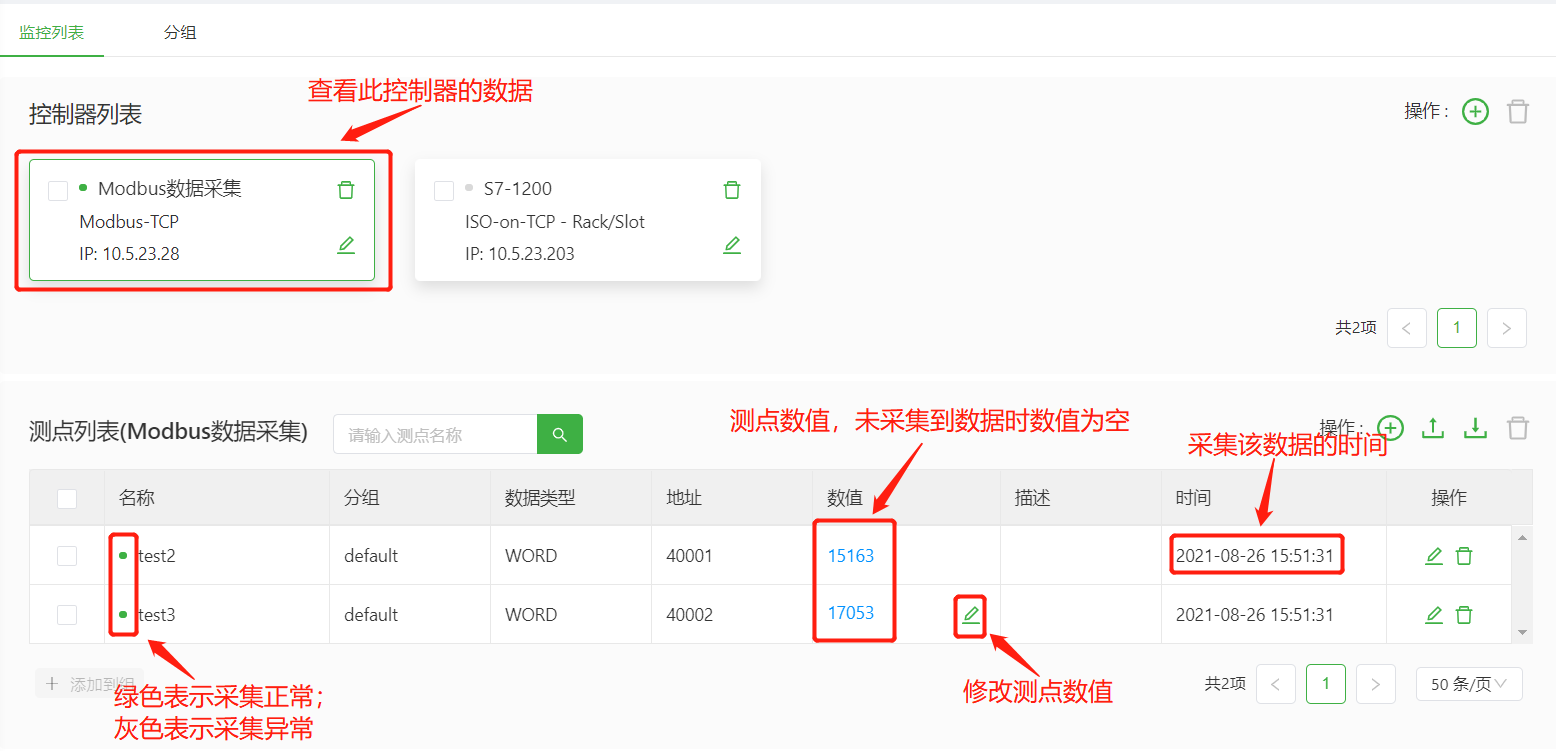 监控列表 分组
查看此控制器的数据
控制器列表 操作 :
Modbus数据采集 S7-1200
Modbus-TCP ISO-on-TCP - Rack/Slot
IP: 10.5.23.28 IP: 10.5.23.203
共2项 < 1 >
测点数值，未采集到数据时数值为空
测点列表(Modbus数据采集) 请输入测点名称 操作 :
采集该数据的时间
名称 分组 数据类型 地址 数值 描述 时间 操作
test2 default WORD 40001 15163 2021-08-26 15:51:31
test3 default WORD 40002 17053 2021-08-26 15:51:31
添加到组 共2项 < 1 > 50 条/页
绿色表示采集正常；
灰色表示采集异常
修改测点数值